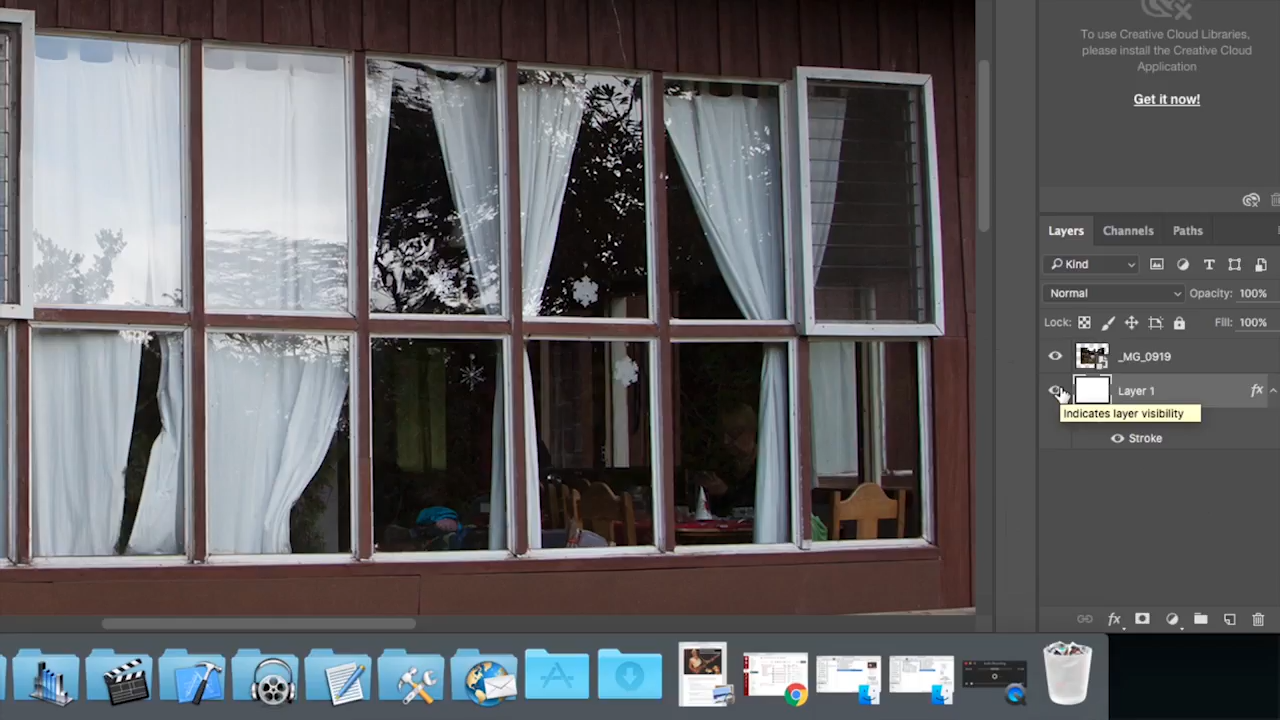 To use Creative Cloud Libraries,
please install the Creative Cloud
Application
Get it now!
Layers Channels Paths
Kind
Normal Opacity: 100%
Lock: Fill: 100%
_MG_0919
Layer 1 fx
Indicates layer visibility
Stroke
fx